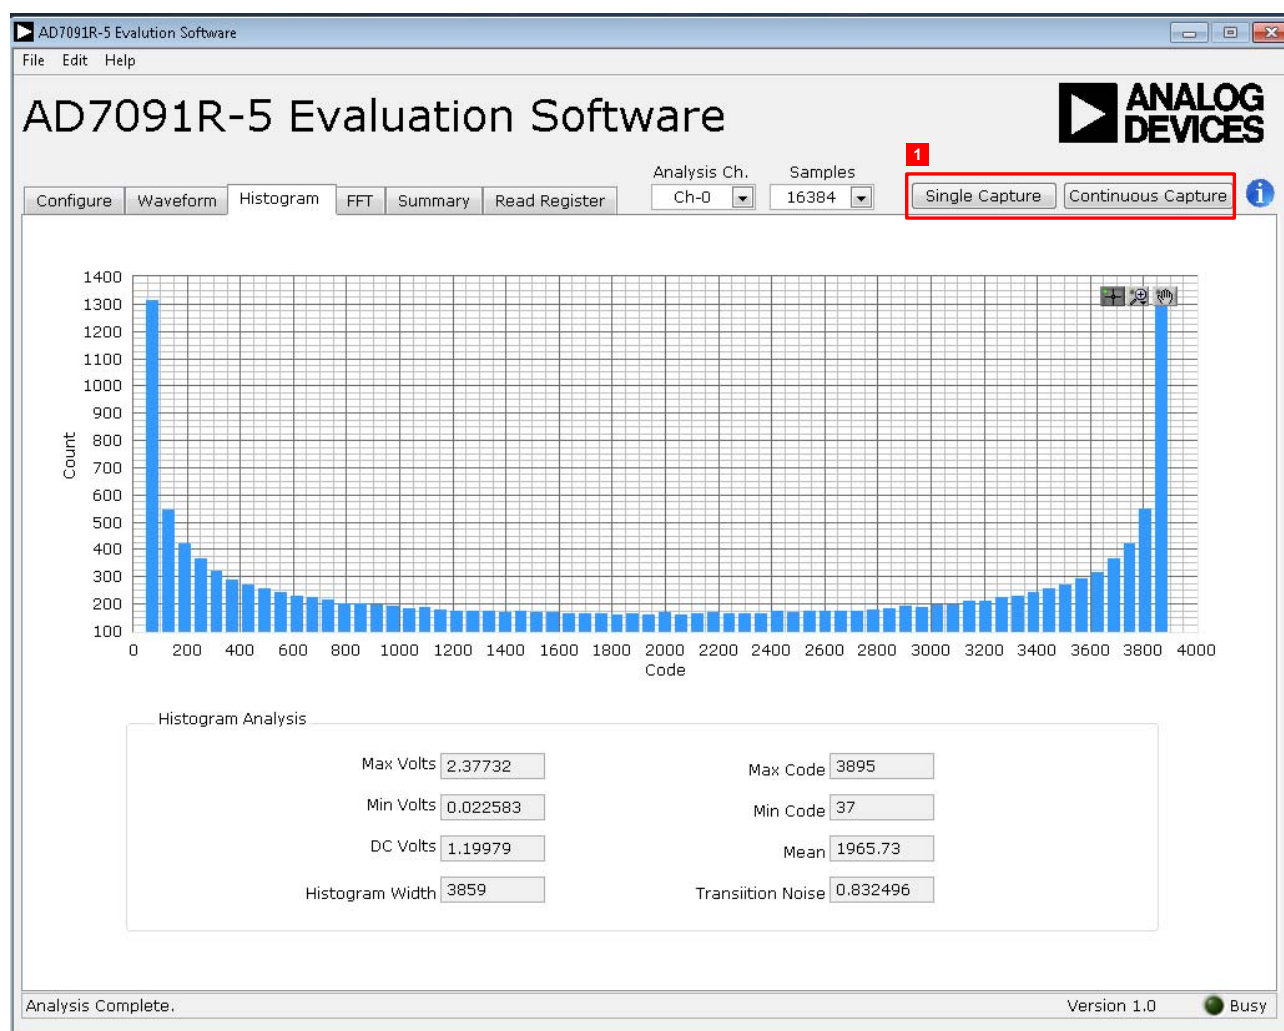 AD7091R-5 Evalution Software
File Edit Help
AD7091R-5 Evaluation Software
ANALOG
DEVICES
1
Analysis Ch. Samples
Configure Waveform Histogram FFT Summary Read Register Ch-0 16384 Single Capture Continuous Capture i
1400
1300
1200
1100
1000
900
800
700
600
500
400
300
200
100
Count
0 200 400 600 800 1000 1200 1400 1600 1800 2000 2200 2400 2600 2800 3000 3200 3400 3600 3800 4000
Code
Histogram Analysis
Max Volts 2.37732 Max Code 3895
Min Volts 0.022583 Min Code 37
DC Volts 1.19979 Mean 1965.73
Histogram Width 3859 Transiition Noise 0.832496
Analysis Complete. Version 1.0 Busy